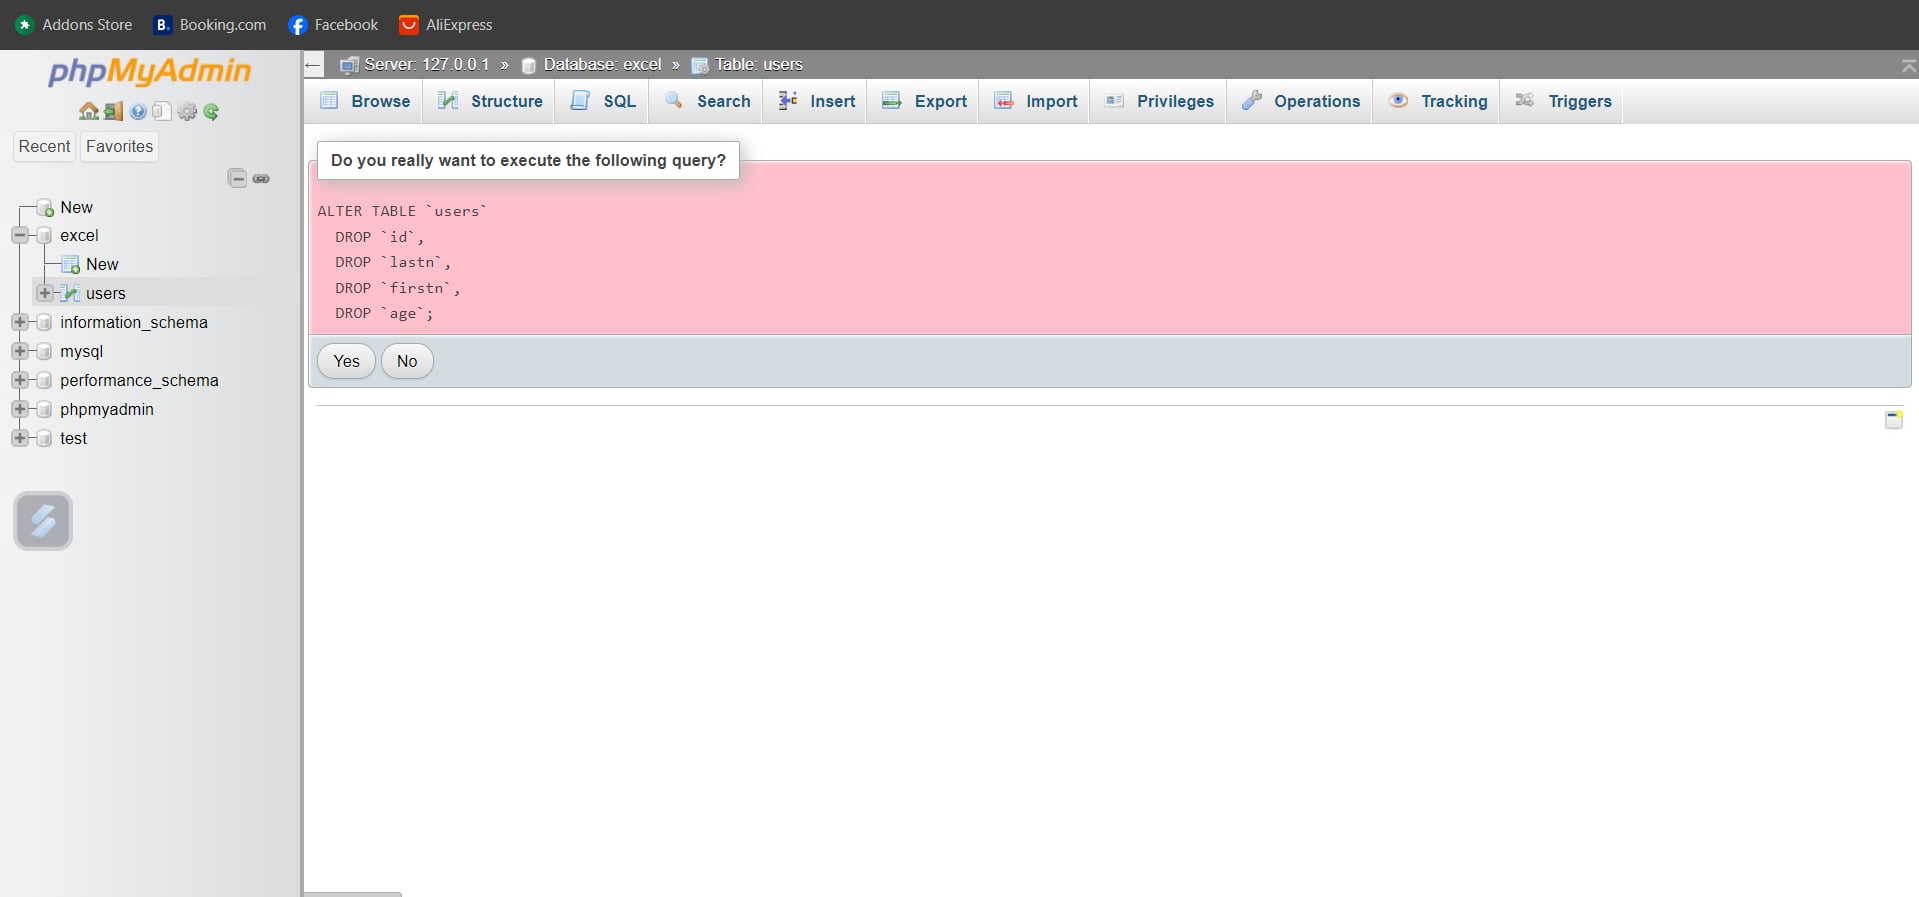 Addons Store B. Booking.com Facebook AliExpress
phpMyAdmin
Recent Favorites
New
excel
New
users
information_schema
mysql
performance_schema
phpmyadmin
test
Server: 127.0.0.1 » Database: excel » Table: users
Browse Structure SQL Search Insert Export Import Privileges Operations Tracking Triggers
Do you really want to execute the following query?
ALTER TABLE `users`
DROP `id`,
DROP `lastn`,
DROP `firstn`,
DROP `age`;
Yes No